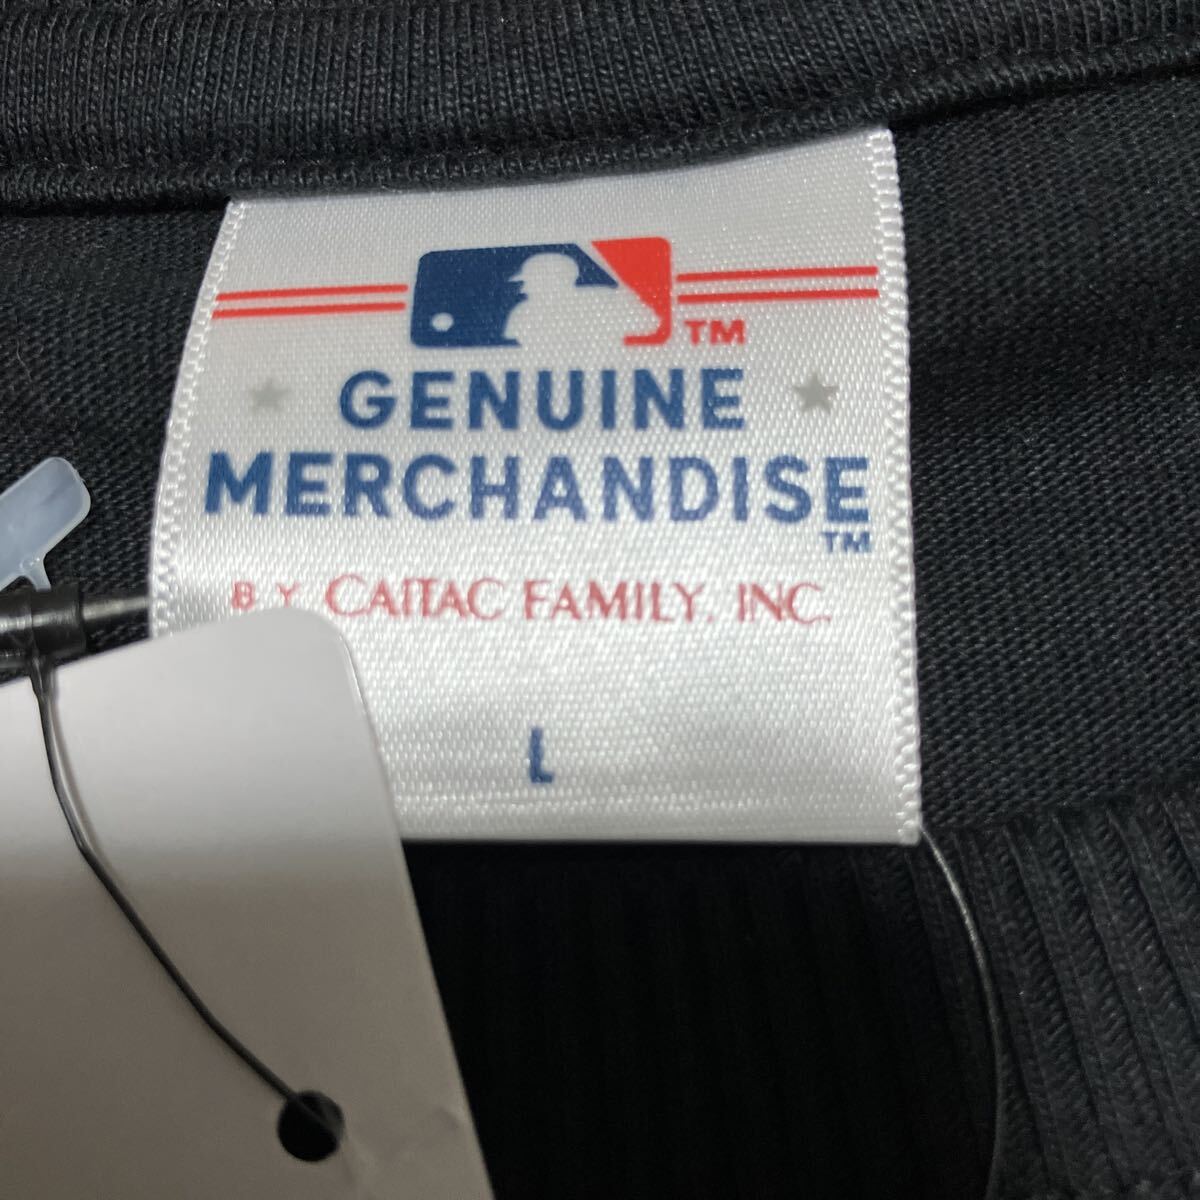 TM
GENUINE
MERCHANDISE
TM
BY CAITAC FAMILY. INC.
L